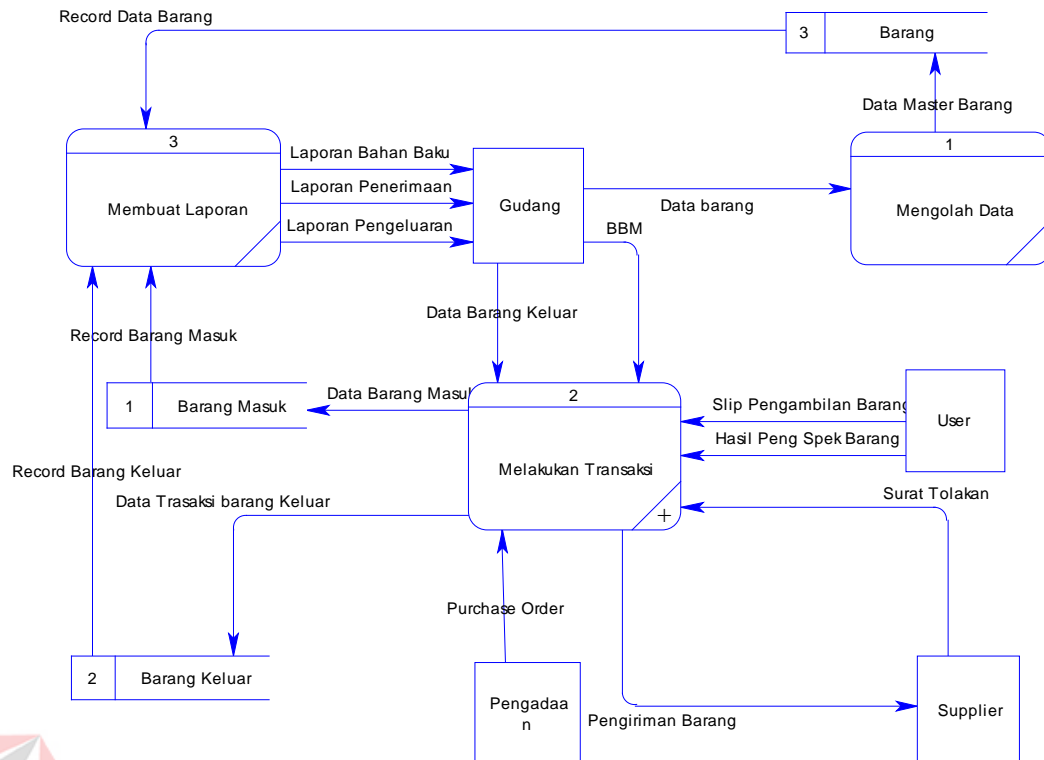 Record Data Barang
3
Barang
Data Master Barang
3
Membuat Laporan
Laporan Bahan Baku
Laporan Penerimaan
Laporan Pengeluaran
Gudang
Data barang
BBM
1
Mengolah Data
Data Barang Keluar
Record Barang Masuk
1
Barang Masuk
Data Barang Masuk
2
Melakukan Transaksi
+
Slip Pengambilan Barang
Hasil Peng Spek Barang
User
Record Barang Keluar
Data Trasaksi barang Keluar
Surat Tolakan
Purchase Order
2
Barang Keluar
Pengadaa
n
Pengiriman Barang
Supplier